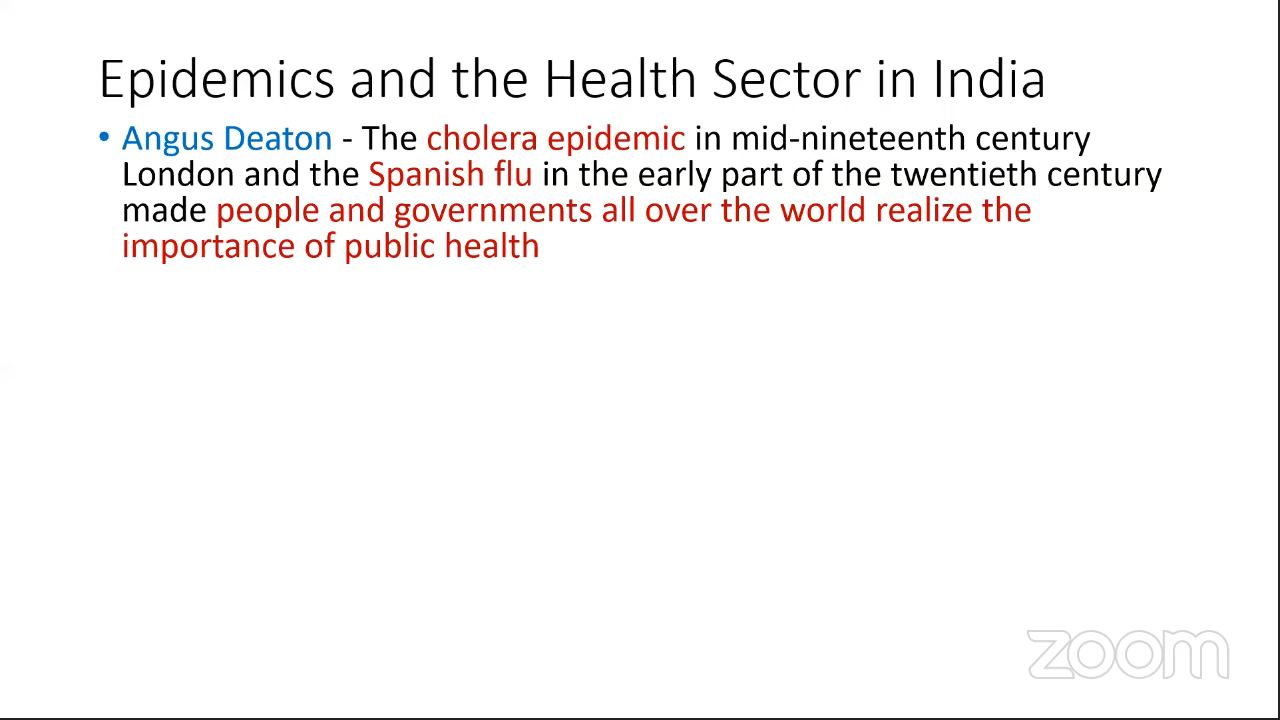 Epidemics and the Health Sector in India
• Angus Deaton - The cholera epidemic in mid-nineteenth century
London and the Spanish flu in the early part of the twentieth century
made people and governments all over the world realize the
importance of public health
zoom